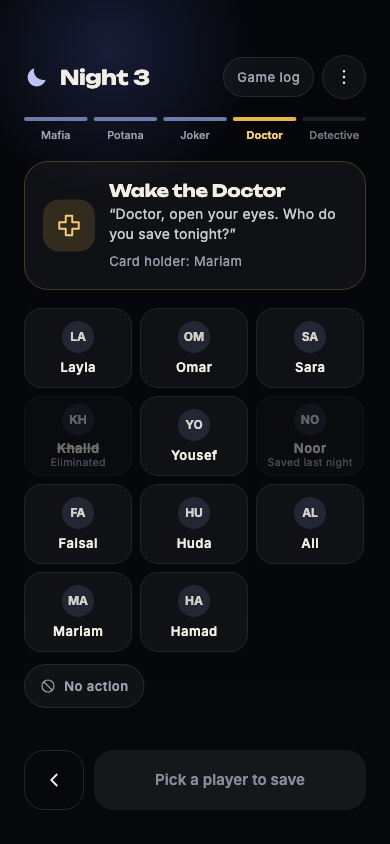 Night 3
Game log
Mafia
Potana
Joker
Doctor
Detective
Wake the Doctor
“Doctor, open your eyes. Who do
you save tonight?”
Card holder: Mariam
LA
OM
SA
Layla
Omar
Sara
KH
YO
NO
Khalid
Yousef
Noor
Eliminated
Saved last night
FA
HU
AL
Faisal
Huda
Ali
MA
HA
Mariam
Hamad
No action
Pick a player to save